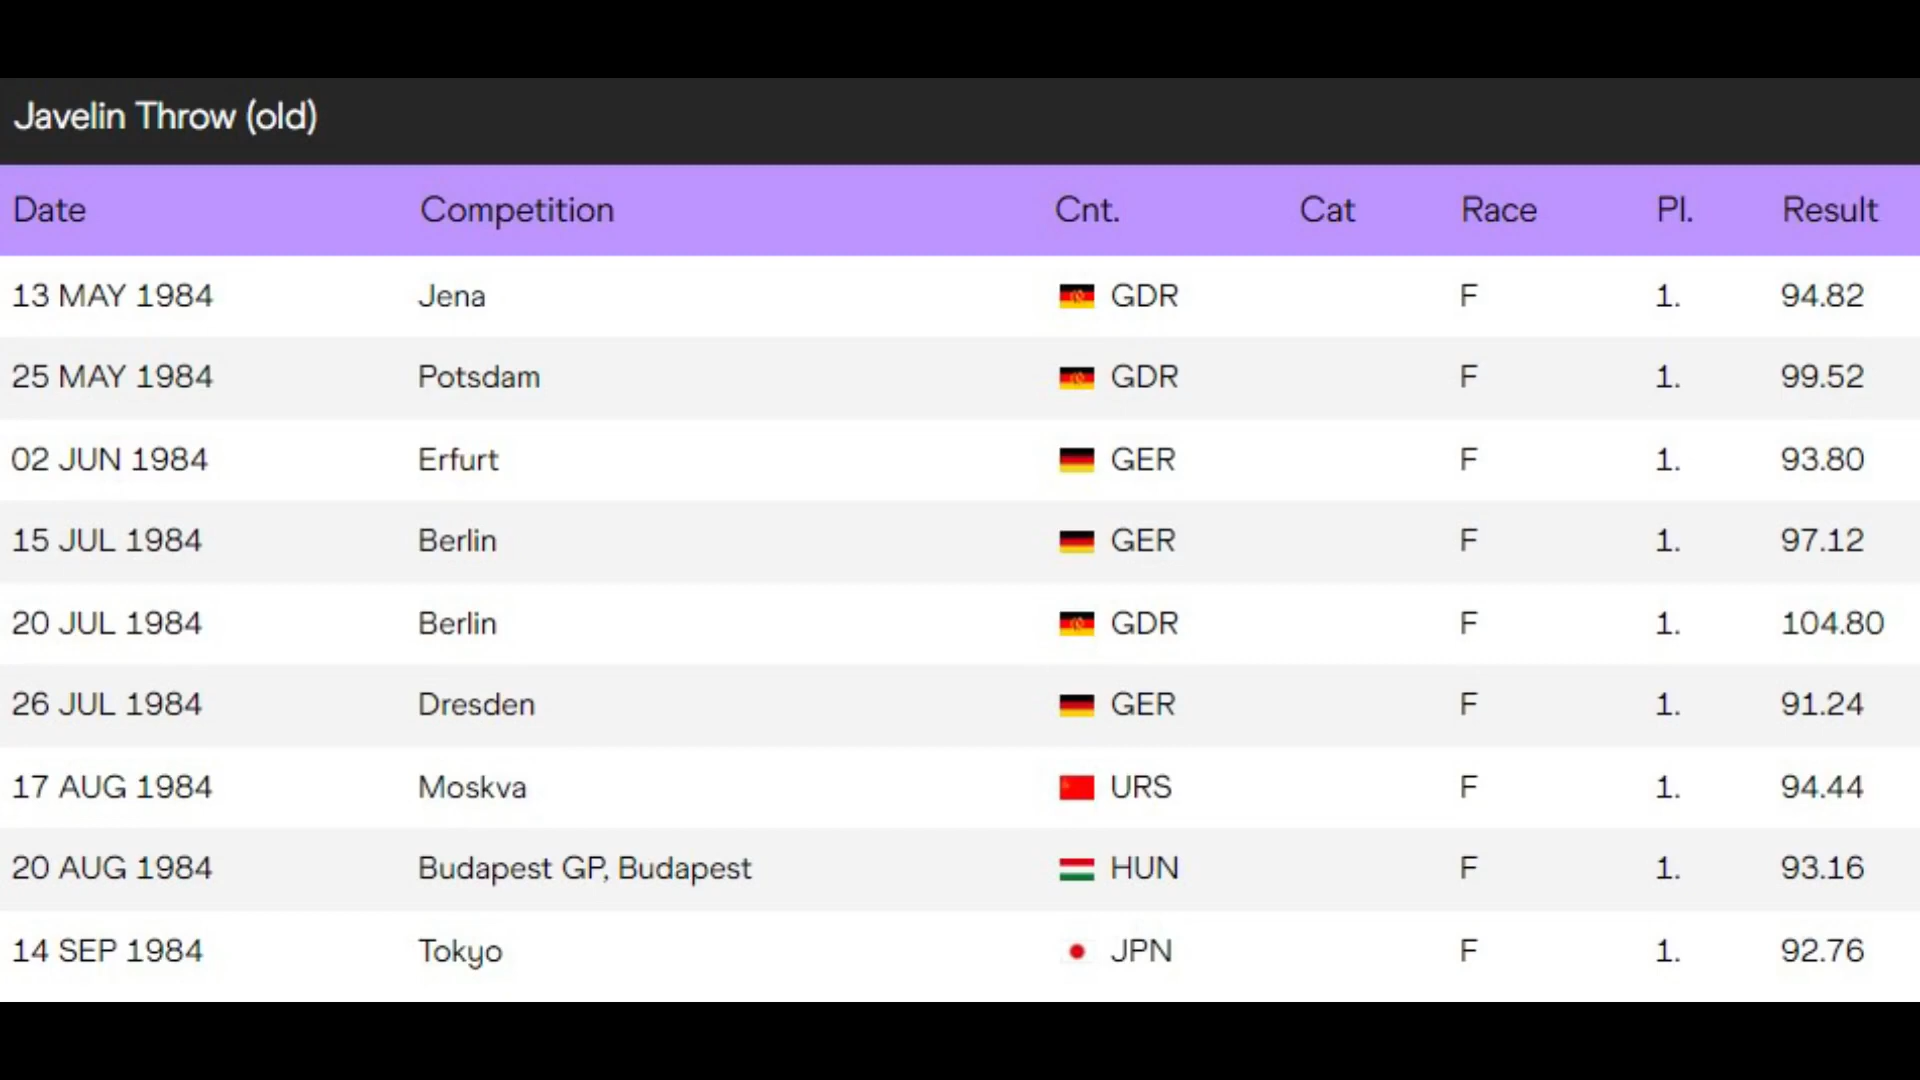 Javelin Throw (old)
Date Competition Cnt. Cat Race Pl. Result
13 MAY 1984 Jena GDR F 1. 94.82
25 MAY 1984 Potsdam GDR F 1. 99.52
02 JUN 1984 Erfurt GER F 1. 93.80
15 JUL 1984 Berlin GER F 1. 97.12
20 JUL 1984 Berlin GDR F 1. 104.80
26 JUL 1984 Dresden GER F 1. 91.24
17 AUG 1984 Moskva URS F 1. 94.44
20 AUG 1984 Budapest GP, Budapest HUN F 1. 93.16
14 SEP 1984 Tokyo JPN F 1. 92.76